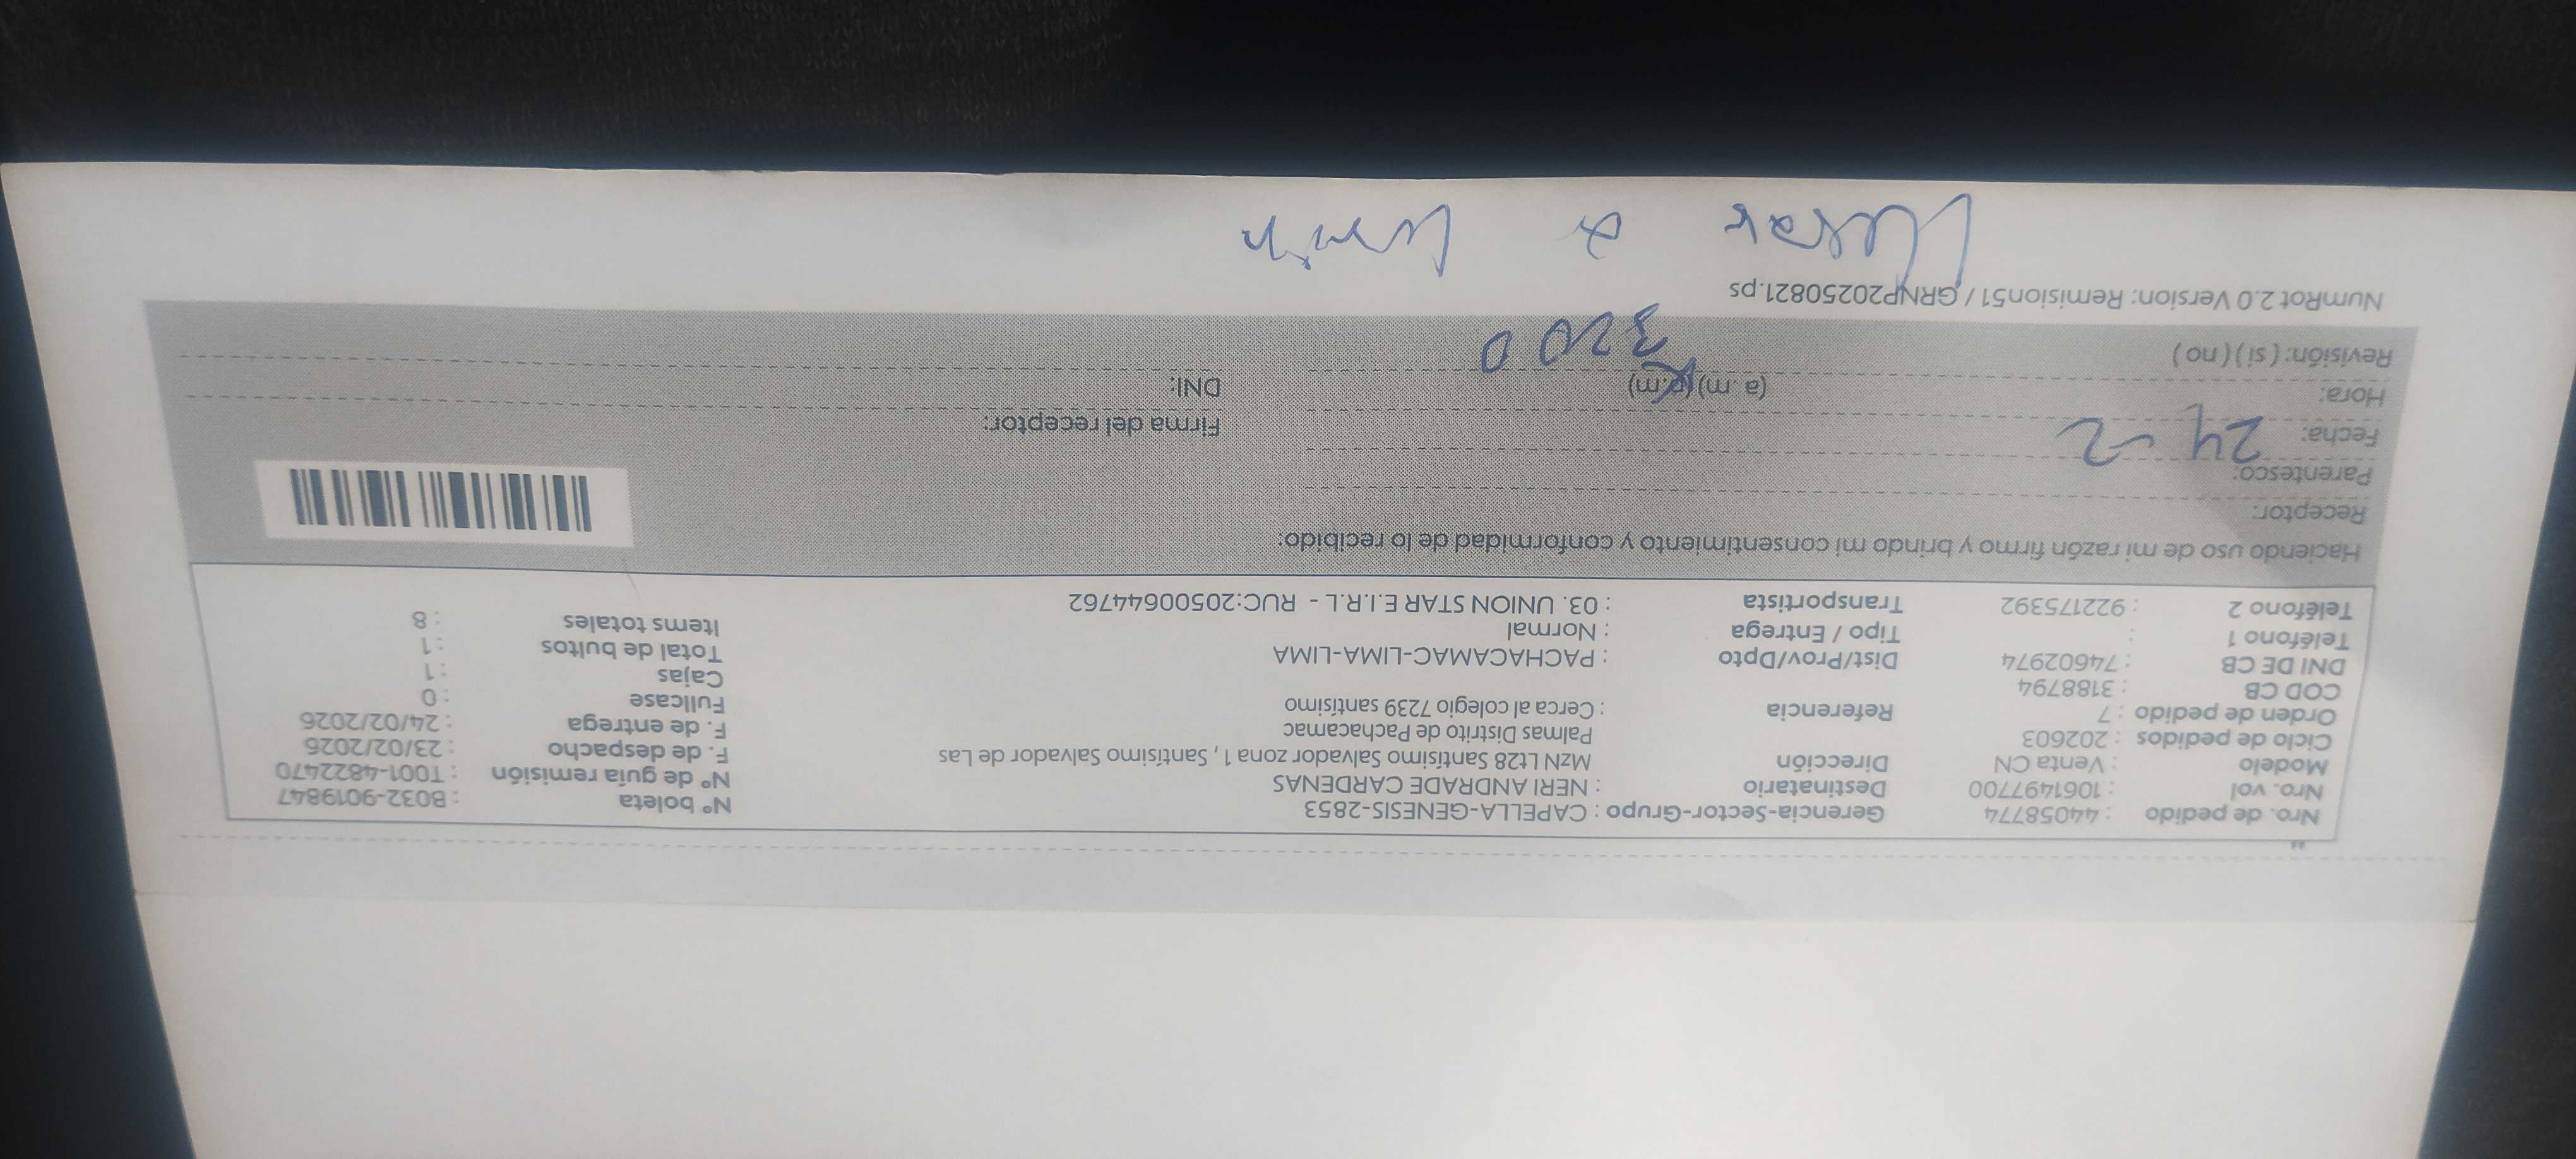 Nro. de pedido : 44058774 Gerencia-Sector-Grupo : CAPELLA-GENESIS-2853 Nº boleta : B032-9019847
Nro. vol : 1061497700 Destinatario : NERI ANDRADE CARDENAS Nº de guía remisión : T001-4822470
Modelo : Venta CN Dirección MzN Lt28 Santísimo Salvador zona 1, Santísimo Salvador de Las F. de despacho : 23/02/2026
Ciclo de pedidos : 202603 Palmas Distrito de Pachacamac F. de entrega : 24/02/2026
Orden de pedido : 7 Referencia : Cerca al colegio 7239 santísimo Fullcase : 0
COD CB : 3188794 Cajas : 1
DNI DE CB : 74602974 Dist/Prov/Dpto : PACHACAMAC-LIMA-LIMA Total de bultos : 1
Teléfono 1 : Tipo / Entrega : Normal Items totales : 8
Teléfono 2 : 922175392 Transportista : 03. UNION STAR E.I.R.L - RUC:20500644762
Haciendo uso de mi razón firmo y brindo mi consentimiento y conformidad de lo recibido:
Receptor:
Parentesco:
Fecha: 24-2 Firma del receptor:
Hora: (a .m) (p.m) DNI:
Revisión: ( si ) ( no ) 3200
NumRot 2.0 Version: Remision51 / GRNP20250821.ps